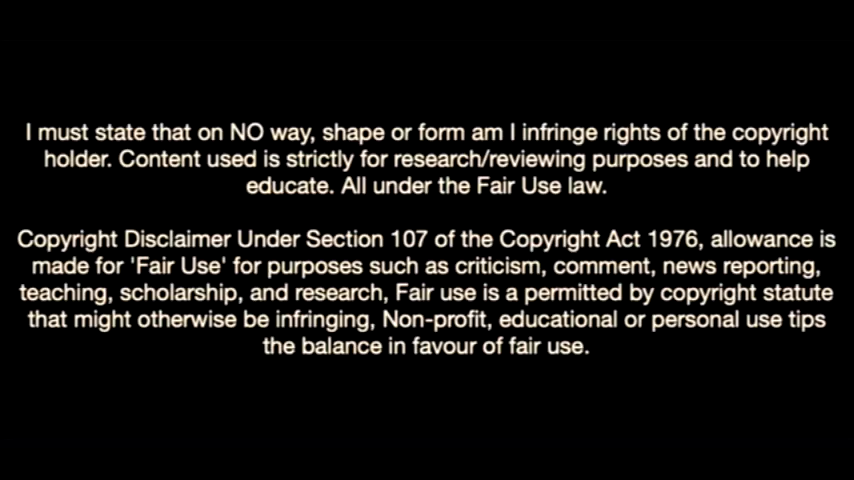 I must state that on NO way, shape or form am I infringe rights of the copyright
holder. Content used is strictly for research/reviewing purposes and to help
educate. All under the Fair Use law.
Copyright Disclaimer Under Section 107 of the Copyright Act 1976, allowance is
made for 'Fair Use' for purposes such as criticism, comment, news reporting,
teaching, scholarship, and research, Fair use is a permitted by copyright statute
that might otherwise be infringing, Non-profit, educational or personal use tips
the balance in favour of fair use.